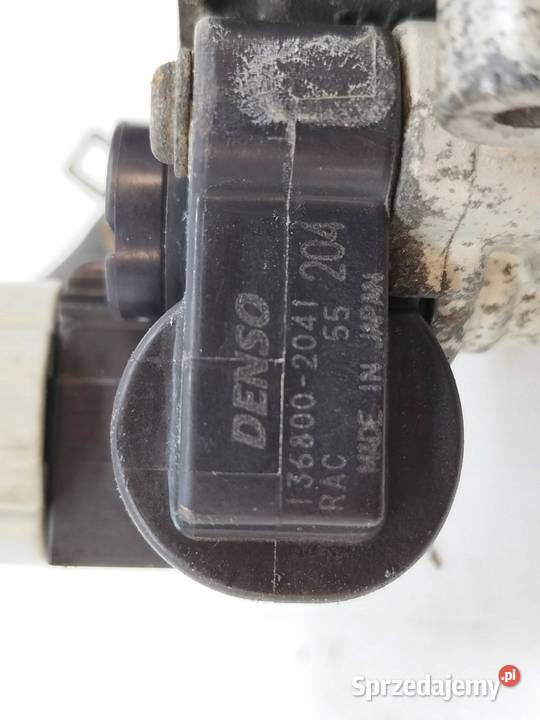 DENSO
136800-2041 204
RAC 55
MADE IN JAPAN
Sprzedajemy.pl